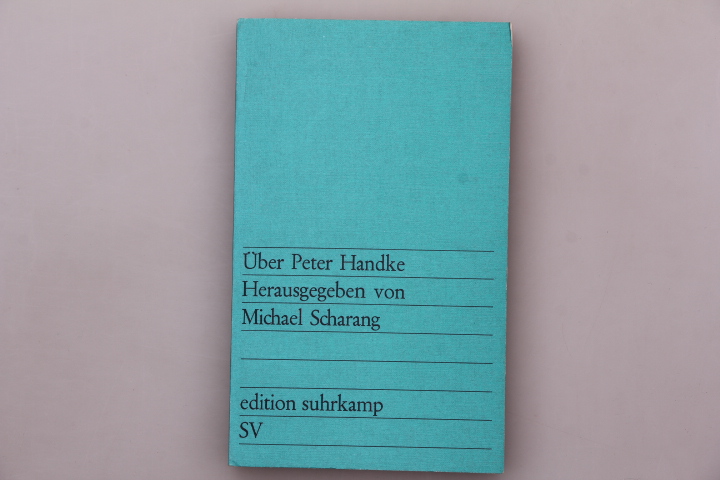 Über Peter Handke
Herausgegeben von
Michael Scharang
edition suhrkamp
SV